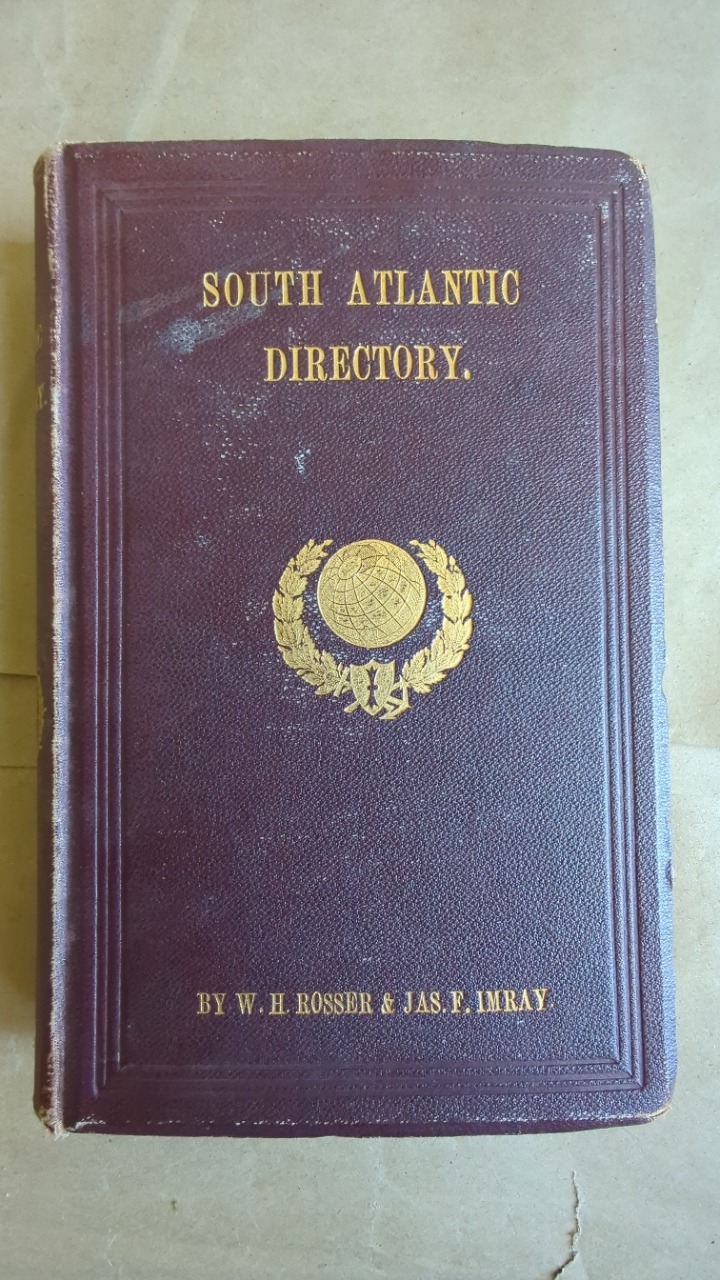 SOUTH ATLANTIC
DIRECTORY.
BY W. H. ROSSER & JAS. F. IMRAY.